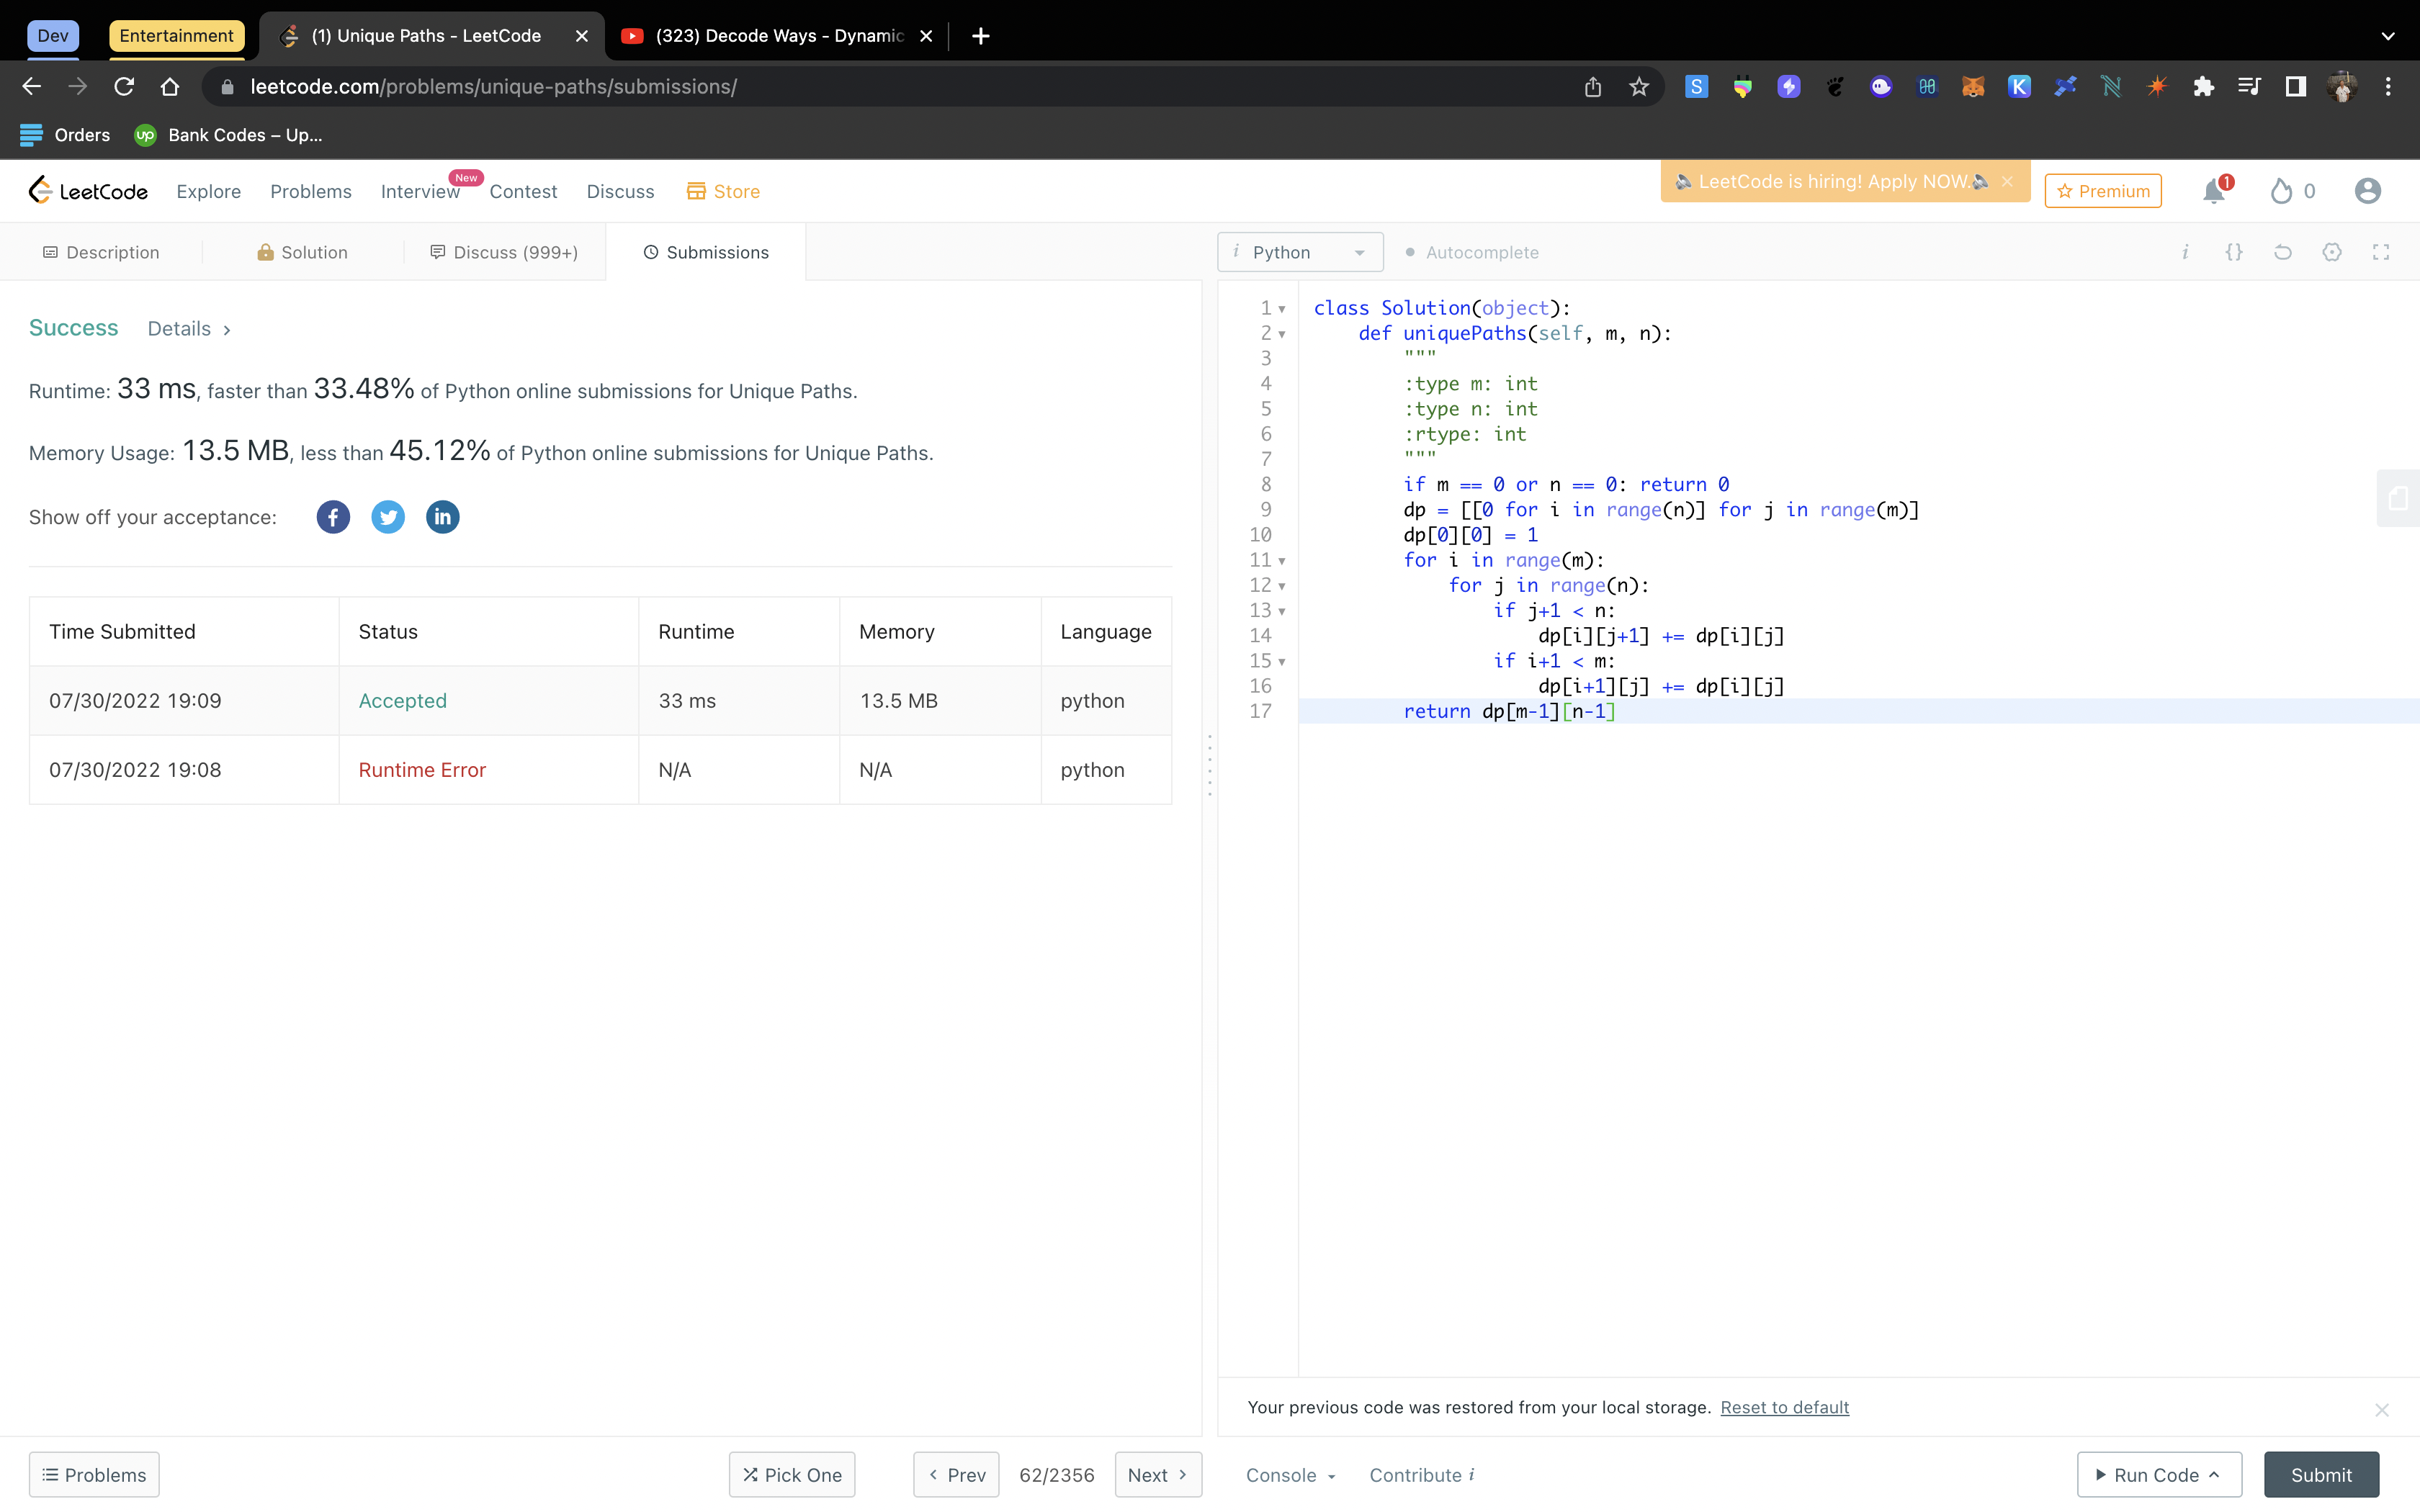 Dev
Entertainment
(1) Unique Paths - LeetCode
(323) Decode Ways - Dynamic
leetcode.com/problems/unique-paths/submissions/
Orders
up Bank Codes – Up...
LeetCode
Explore
Problems
Interview
New
Contest
Discuss
Store
LeetCode is hiring! Apply NOW.
Premium
1
0
Description
Solution
Discuss (999+)
Submissions
i Python
Autocomplete
i {}
Success Details
Runtime: 33 ms, faster than 33.48% of Python online submissions for Unique Paths.
Memory Usage: 13.5 MB, less than 45.12% of Python online submissions for Unique Paths.
Show off your acceptance:
Time Submitted Status Runtime Memory Language
07/30/2022 19:09 Accepted 33 ms 13.5 MB python
07/30/2022 19:08 Runtime Error N/A N/A python
1 class Solution(object):
2 def uniquePaths(self, m, n):
3 """
4 :type m: int
5 :type n: int
6 :rtype: int
7 """
8 if m == 0 or n == 0: return 0
9 dp = [[0 for i in range(n)] for j in range(m)]
10 dp[0][0] = 1
11 for i in range(m):
12 for j in range(n):
13 if j+1 < n:
14 dp[i][j+1] += dp[i][j]
15 if i+1 < m:
16 dp[i+1][j] += dp[i][j]
17 return dp[m-1][n-1]
Your previous code was restored from your local storage. Reset to default
Problems
Pick One
Prev
62/2356
Next
Console
Contribute i
Run Code
Submit